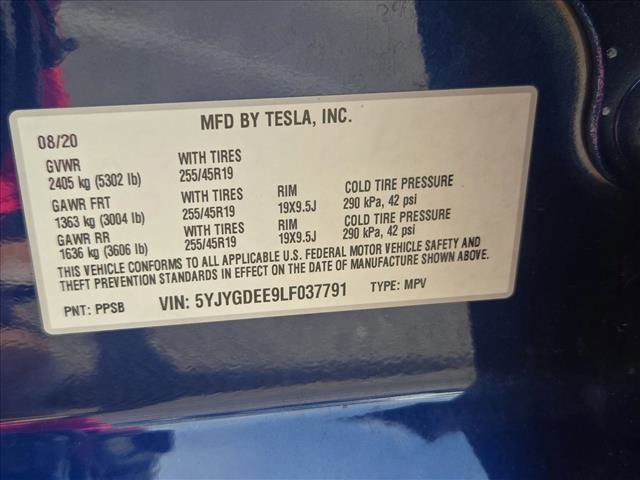 MFD BY TESLA, INC.
08/20
GVWR WITH TIRES
2405 kg (5302 lb) 255/45R19
GAWR FRT WITH TIRES RIM COLD TIRE PRESSURE
1363 kg (3004 lb) 255/45R19 19X9.5J 290 kPa, 42 psi
GAWR RR WITH TIRES RIM COLD TIRE PRESSURE
1636 kg (3606 lb) 255/45R19 19X9.5J 290 kPa, 42 psi
THIS VEHICLE CONFORMS TO ALL APPLICABLE U.S. FEDERAL MOTOR VEHICLE SAFETY AND
THEFT PREVENTION STANDARDS IN EFFECT ON THE DATE OF MANUFACTURE SHOWN ABOVE.
PNT: PPSB VIN: 5YJYGDEE9LF037791 TYPE: MPV